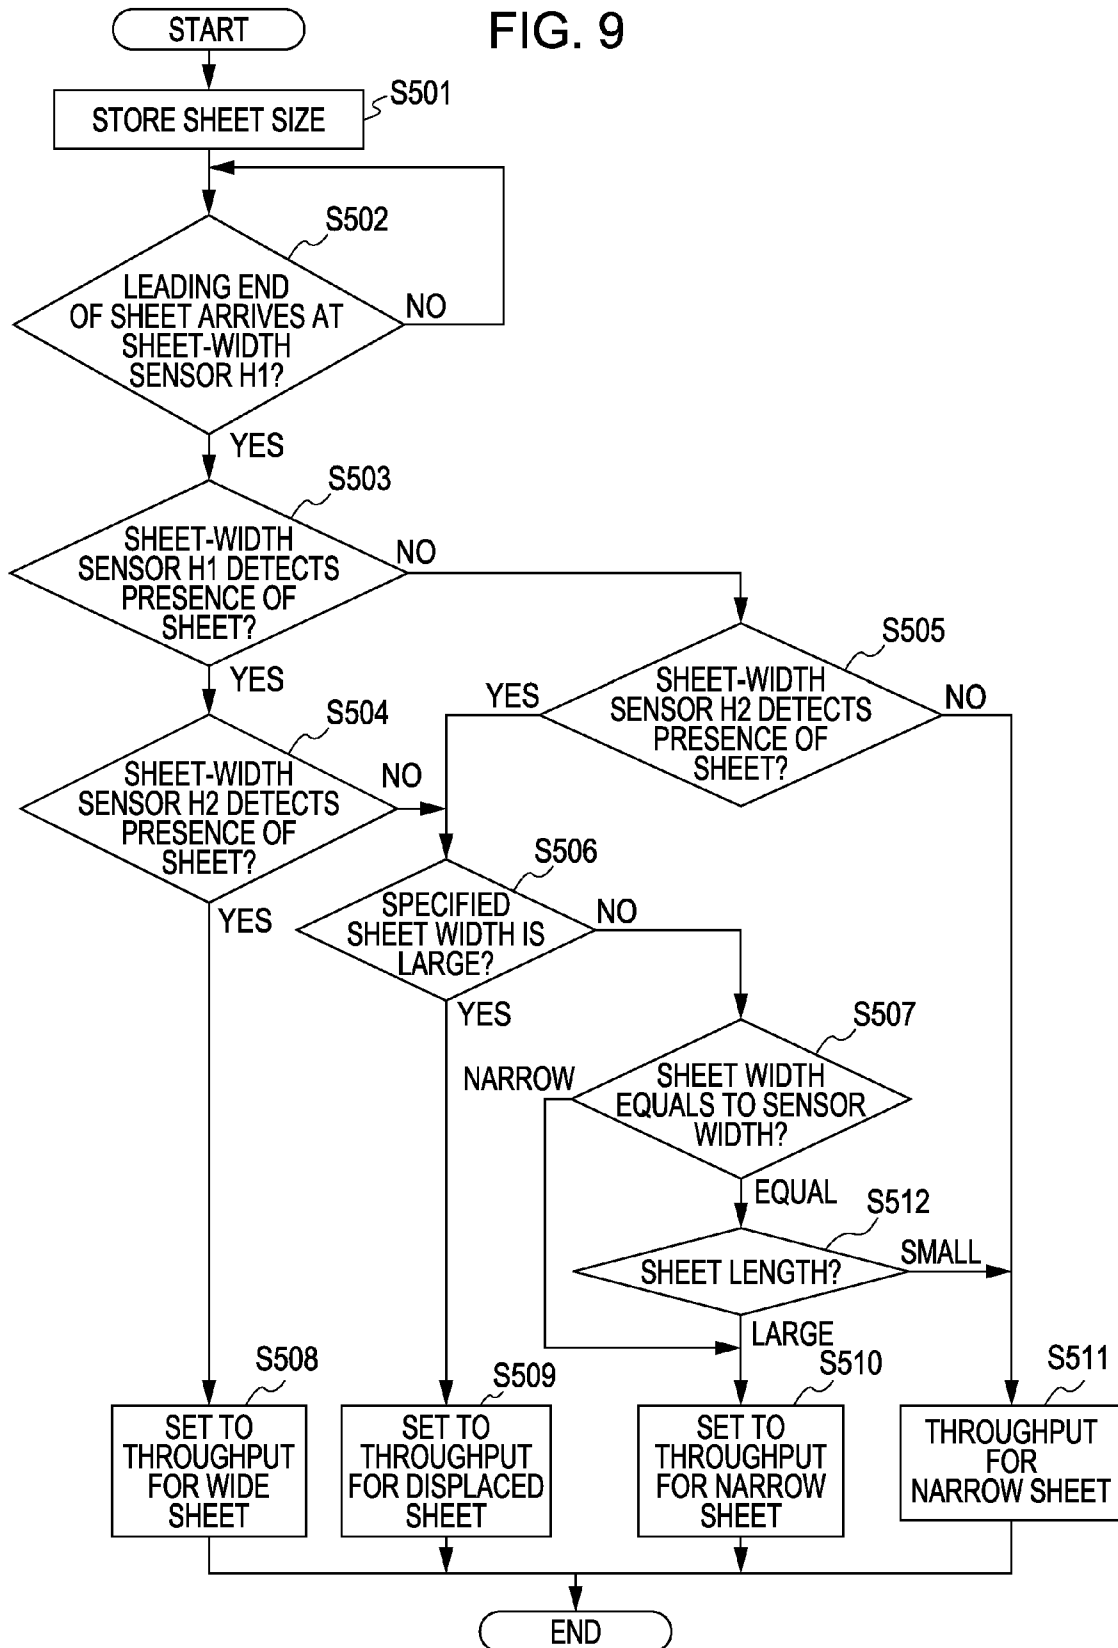 FIG. 9
START
S501
STORE SHEET SIZE
S502
LEADING END
OF SHEET ARRIVES AT
SHEET-WIDTH
SENSOR H1?
NO
YES
S503
SHEET-WIDTH
SENSOR H1 DETECTS
PRESENCE OF
SHEET?
NO
YES
S505
SHEET-WIDTH
SENSOR H2 DETECTS
PRESENCE OF
SHEET?
YES
NO
S504
SHEET-WIDTH
SENSOR H2 DETECTS
PRESENCE OF
SHEET?
NO
YES
S506
SPECIFIED
SHEET WIDTH IS
LARGE?
NO
YES
S507
SHEET WIDTH
EQUALS TO SENSOR
WIDTH?
NARROW
EQUAL
S512
SHEET LENGTH?
SMALL
LARGE
S508
SET TO
THROUGHPUT
FOR WIDE
SHEET
S509
SET TO
THROUGHPUT
FOR DISPLACED
SHEET
S510
SET TO
THROUGHPUT
FOR NARROW
SHEET
S511
THROUGHPUT
FOR
NARROW SHEET
END